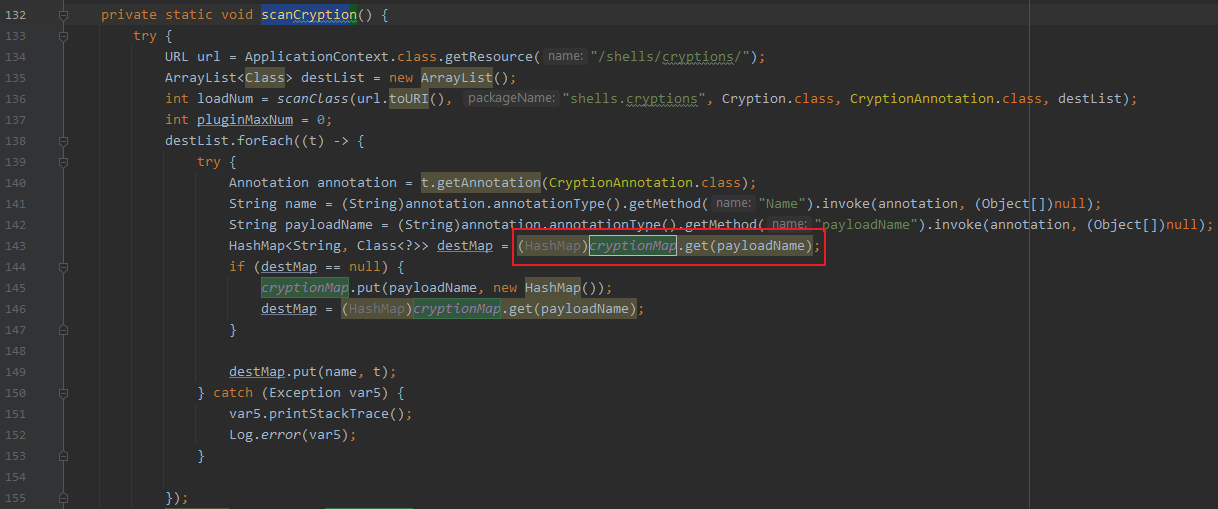 132 private static void scanCryption() {
133 try {
134 URL url = ApplicationContext.class.getResource( name: "/shells/cryptions/");
135 ArrayList<Class> destList = new ArrayList();
136 int loadNum = scanClass(url.toURI(), packageName: "shells.cryptions", Cryption.class, CryptionAnnotation.class, destList);
137 int pluginMaxNum = 0;
138 destList.forEach((t) -> {
139 try {
140 Annotation annotation = t.getAnnotation(CryptionAnnotation.class);
141 String name = (String)annotation.annotationType().getMethod( name: "Name").invoke(annotation, (Object[])null);
142 String payloadName = (String)annotation.annotationType().getMethod( name: "payloadName").invoke(annotation, (Object[])null);
143 HashMap<String, Class<?>> destMap = (HashMap)cryptionMap.get(payloadName);
144 if (destMap == null) {
145 cryptionMap.put(payloadName, new HashMap());
146 destMap = (HashMap)cryptionMap.get(payloadName);
147 }
148
149 destMap.put(name, t);
150 } catch (Exception var5) {
151 var5.printStackTrace();
152 Log.error(var5);
153 }
154
155 });